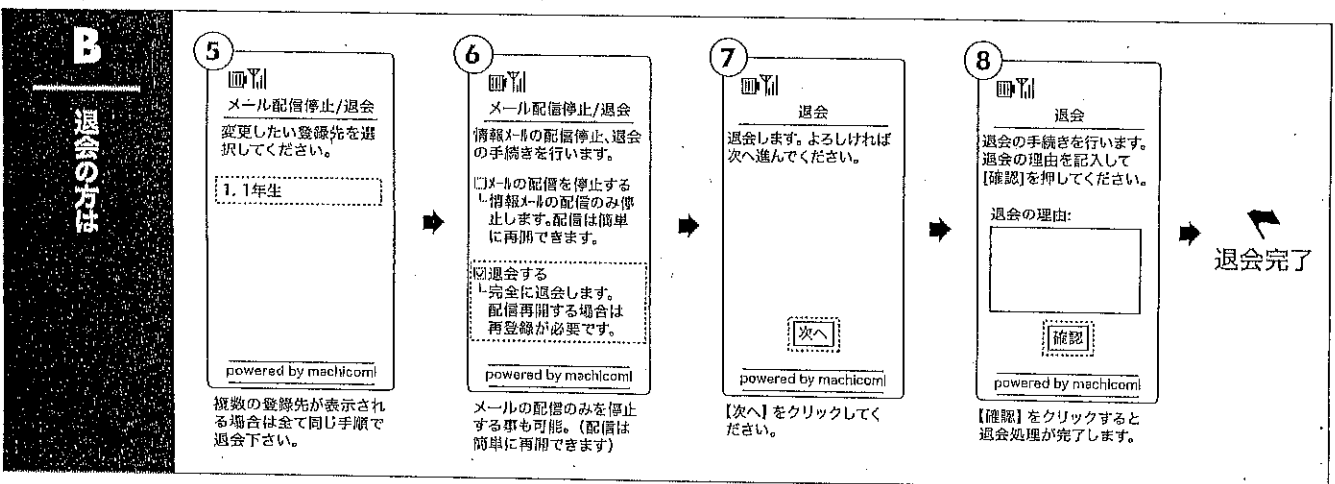 B
退会の方は
5
メール配信停止/退会
変更したい登録先を選
択してください。
1. 1年生
powered by machicomi
複数の登録先が表示され
る場合は全て同じ手順で
退会下さい。
6
メール配信停止/退会
情報メールの配信停止、退会
の手続きを行います。
メールの配信を停止する
情報メールの配信のみ停
止します。配信は簡単
に再開できます。
退会する
完全に退会します。
配信再開する場合は
再登録が必要です。
powered by machicomi
メールの配信のみを停止
する事も可能。(配信は
簡単に再開できます)
7
退会
退会します。よろしければ
次へ進んでください。
次へ
powered by machicomi
【次へ】をクリックしてく
ださい。
8
退会
退会の手続きを行います。
退会の理由を記入して
[確認]を押してください。
退会の理由:
確認
powered by machicomi
【確認】をクリックすると
退会処理が完了します。
退会完了